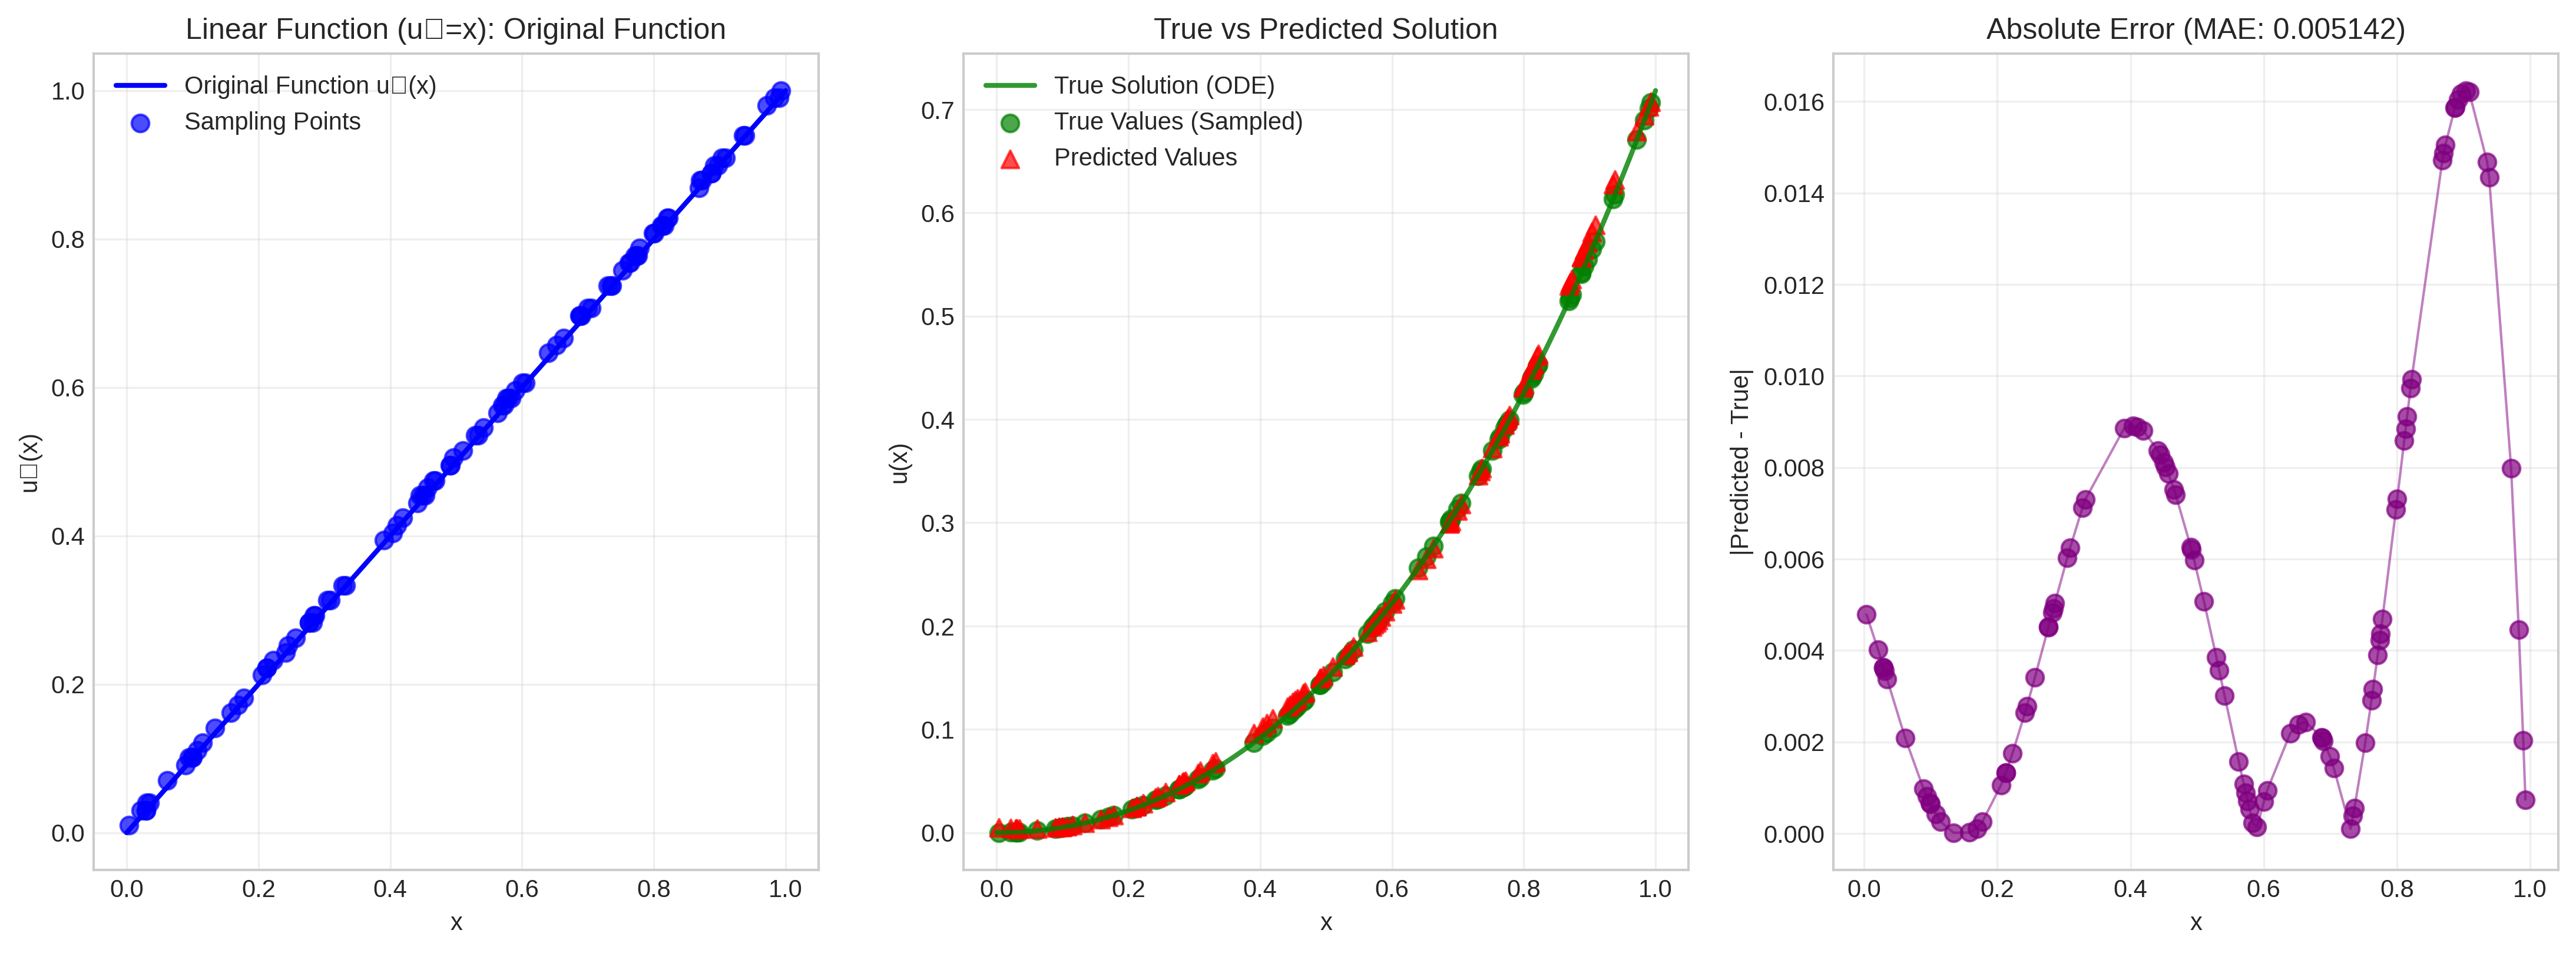 Linear Function (u□=x): Original Function
Original Function u□(x)
Sampling Points
1.0
0.8
0.6
0.4
0.2
0.0
u□(x)
0.0 0.2 0.4 0.6 0.8 1.0
x
True vs Predicted Solution
True Solution (ODE)
True Values (Sampled)
Predicted Values
0.7
0.6
0.5
0.4
0.3
0.2
0.1
0.0
u(x)
0.0 0.2 0.4 0.6 0.8 1.0
x
Absolute Error (MAE: 0.005142)
0.016
0.014
0.012
0.010
0.008
0.006
0.004
0.002
0.000
|Predicted - True|
0.0 0.2 0.4 0.6 0.8 1.0
x